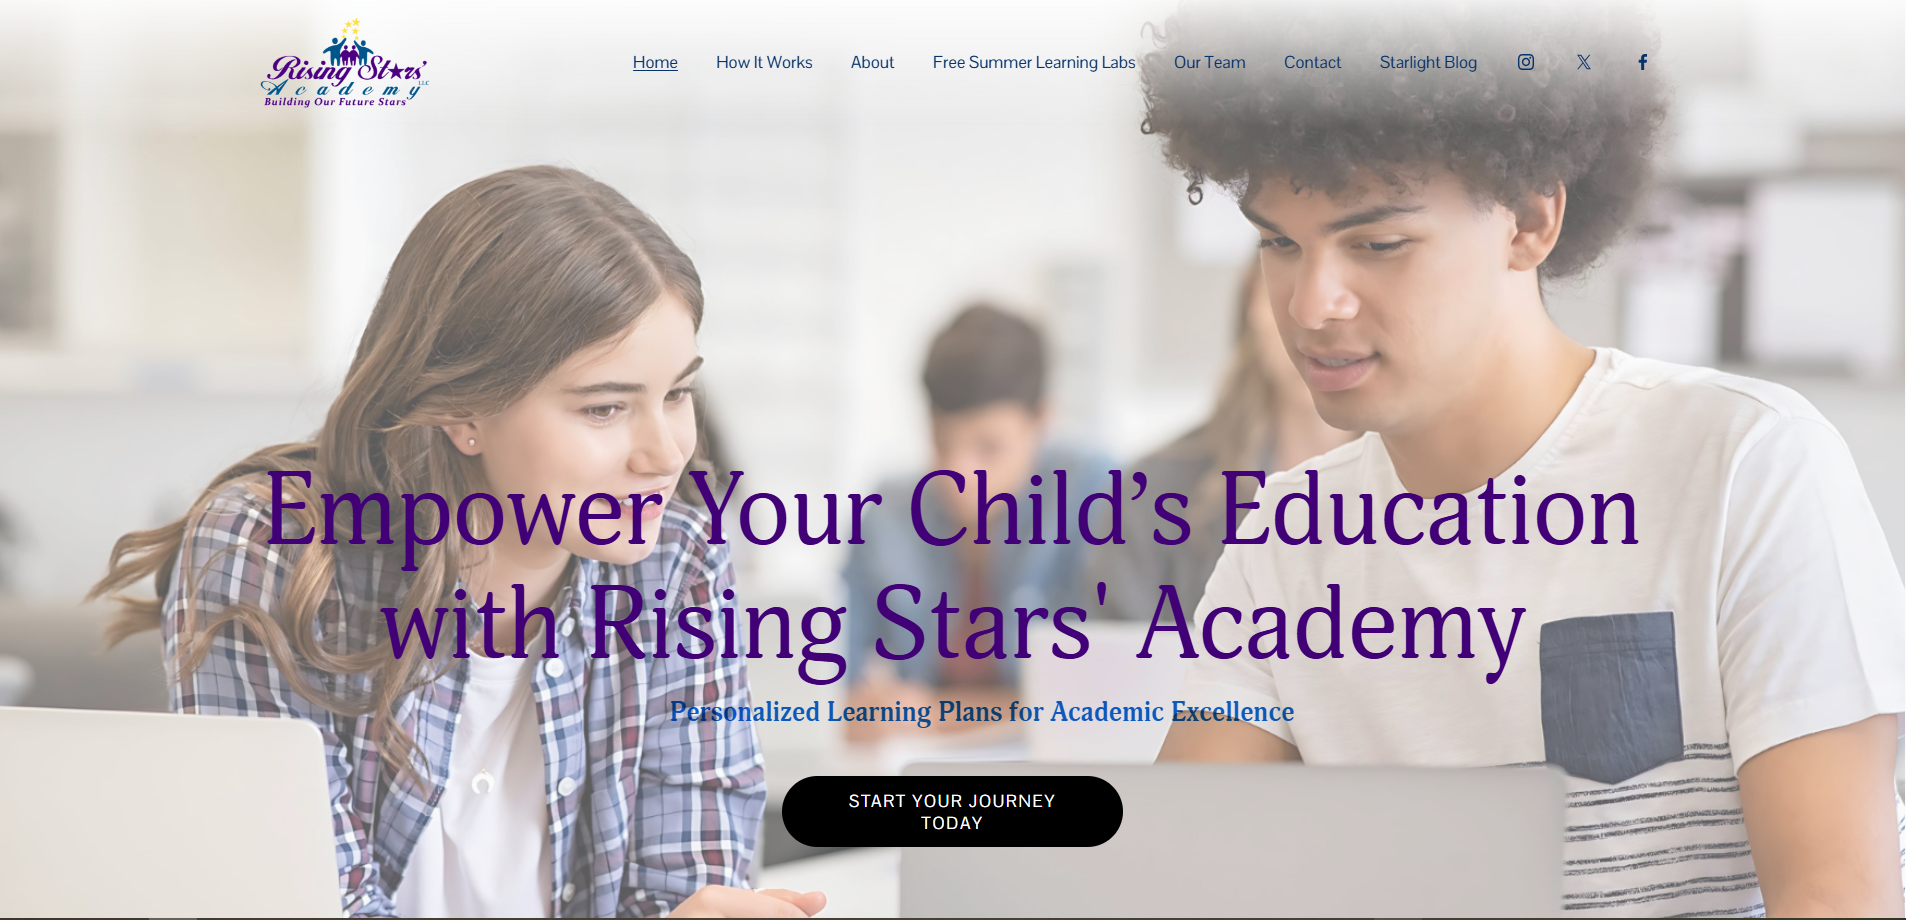 Rising Stars'
Academy LLC
Building Our Future Stars
Home How It Works About Free Summer Learning Labs Our Team Contact Starlight Blog
Empower Your Child’s Education
with Rising Stars' Academy
Personalized Learning Plans for Academic Excellence
START YOUR JOURNEY
TODAY